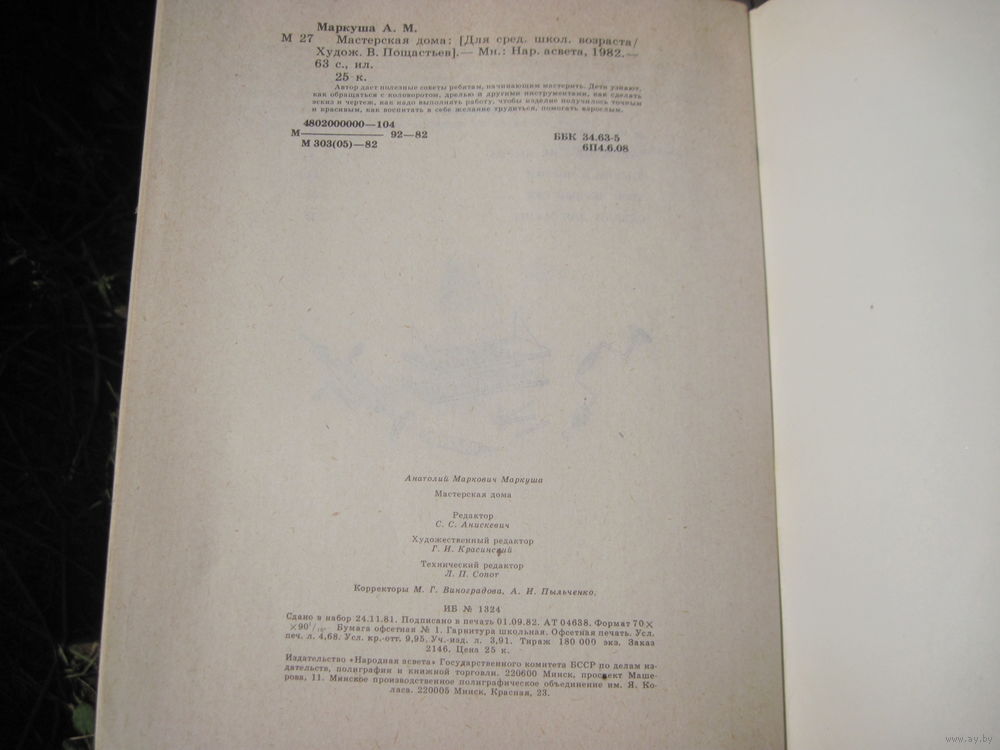 Маркуша А. М.
М 27 Мастерская дома: [Для сред. школ. возраста/
Худож. В. Пощастьев].— Мн.: Нар. асвета, 1982.—
63 с., ил.
25 к.
Автор дает полезные советы ребятам, начинающим мастерить. Дети узнают,
как обращаться с коловоротом, дрелью и другими инструментами, как сделать
эскиз и чертеж, как надо выполнять работу, чтобы изделие получилось точным
и красивым, как воспитать в себе желание трудиться, помогать взрослым.
4802000000—104
М————— 92—82
М 303(05)—82
ББК 34.63-5
6П4.6.08
Анатолий Маркович Маркуша
Мастерская дома
Редактор
С. С. Анискевич
Художественный редактор
Г. И. Красинский
Технический редактор
Л. П. Сопот
Корректоры М. Г. Виноградова, А. И. Пыльченко.
ИБ № 1324
Сдано в набор 24.11.81. Подписано в печать 01.09.82. АТ 04638. Формат 70×
×90¹/₁₆. Бумага офсетная № 1. Гарнитура школьная. Офсетная печать. Усл.
печ. л. 4,68. Усл. кр.-отт. 9,95. Уч.-изд. л. 3,91. Тираж 180 000 экз. Заказ
2146. Цена 25 к.
Издательство «Народная асвета» Государственного комитета БССР по делам из-
дательств, полиграфии и книжной торговли. 220600 Минск, проспект Маше-
рова, 11. Минское производственное полиграфическое объединение им. Я. Ко-
ласа. 220005 Минск, Красная, 23.
www.ay.by